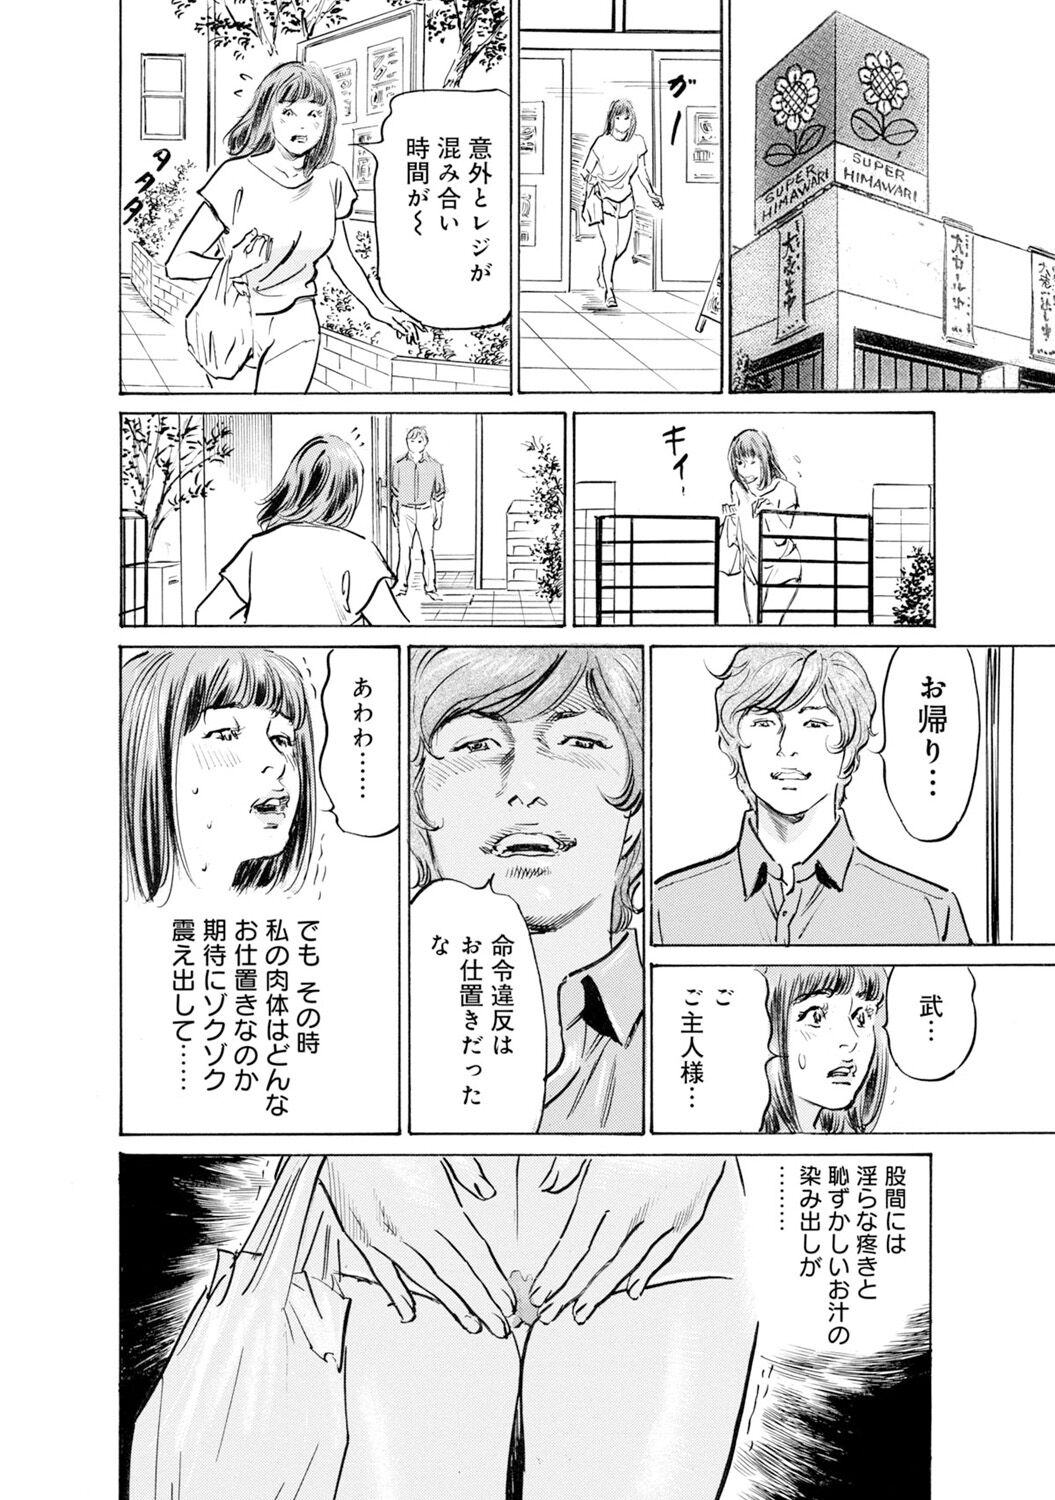 SUPER
HIMAWARI
SUPER
HIMAWARI
ガー
意外とレジが
混み合い
時間が～
タタタタ
キィ
お帰り…
武…
ご
ご主人様…
命令違反は
お仕置きだった
な
あわわ……
でも その時
私の肉体はどんな
お仕置きなのか
期待にゾクゾク
震え出して……
股間には
淫らな疼きと
恥ずかしいお汁の
染み出しが
………